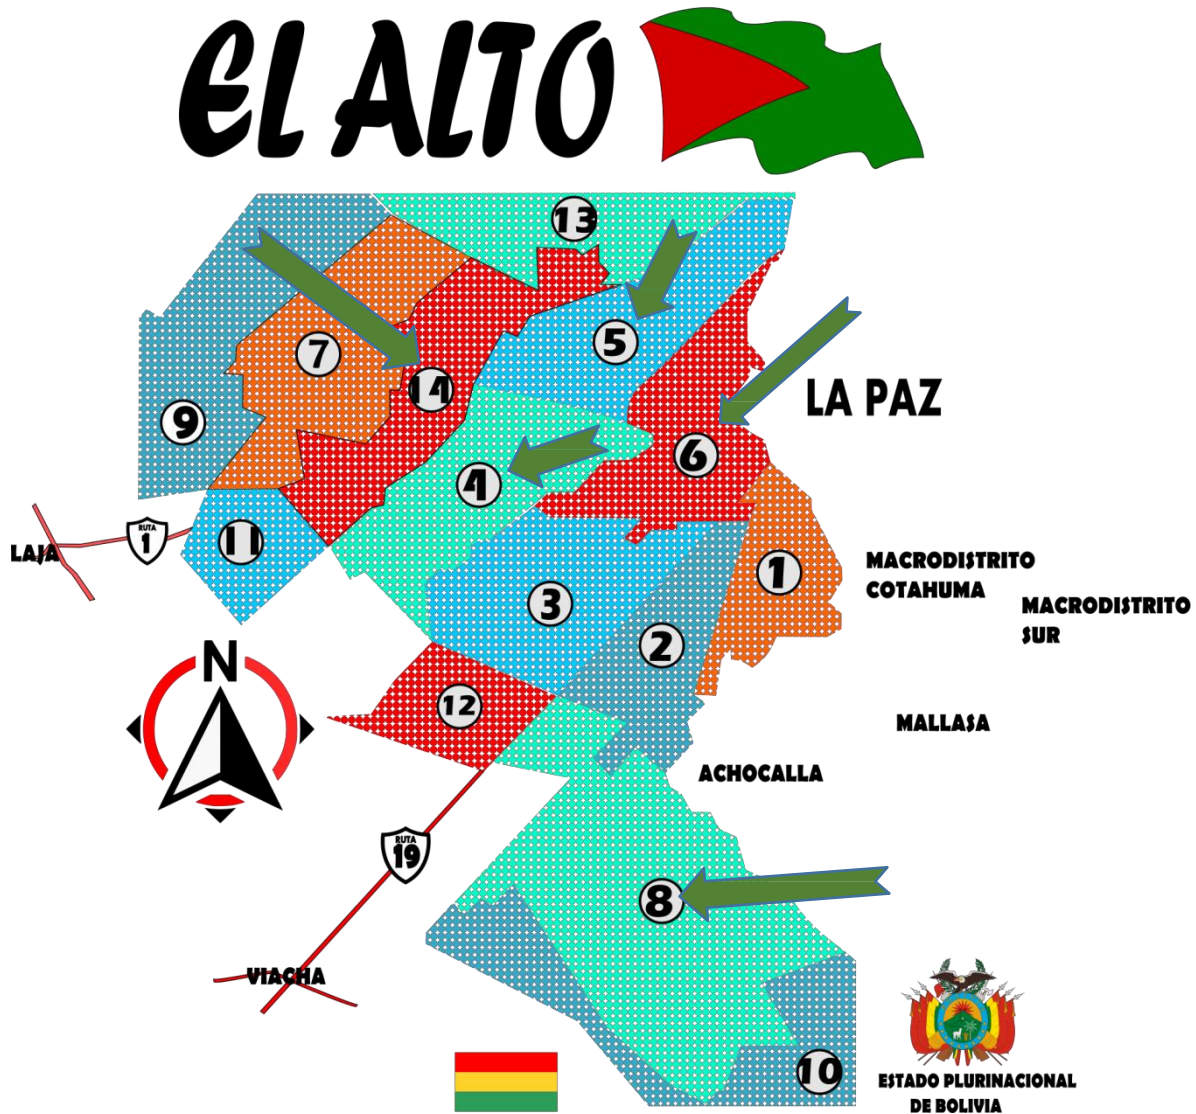 EL ALTO
13
5
7
14
LA PAZ
9
6
4
RUTA
1
LAJA
11
1
MACRODISTRITO
COTAHUMA
3
MACRODISTRITO
SUR
2
N
12
MALLASA
ACHOCALLA
RUTA
19
8
VIACHA
10
ESTADO PLURINACIONAL
DE BOLIVIA